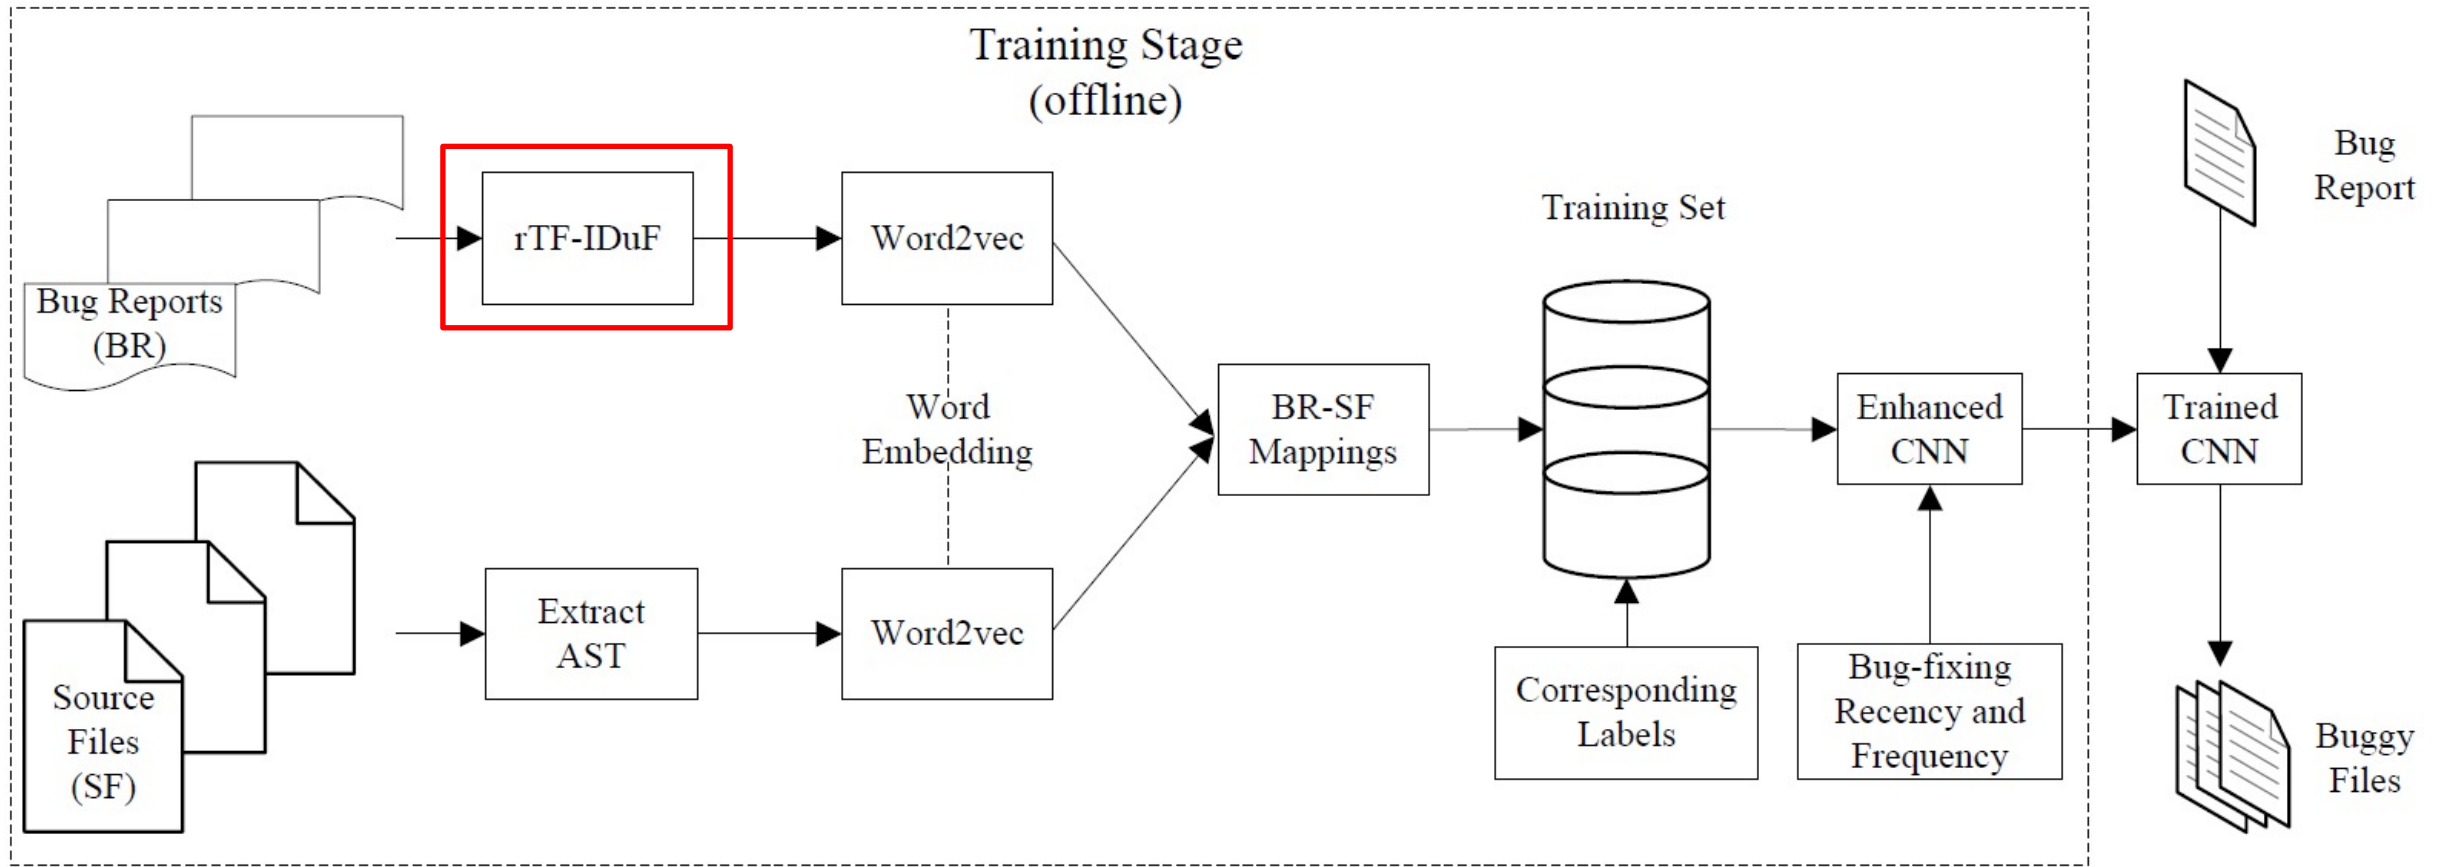 Training Stage
(offline)
Bug Reports
(BR)
rTF-IDuF
Word2vec
Word
Embedding
Source
Files
(SF)
Extract
AST
Word2vec
BR-SF
Mappings
Training Set
Corresponding
Labels
Enhanced
CNN
Bug-fixing
Recency and
Frequency
Bug
Report
Trained
CNN
Buggy
Files